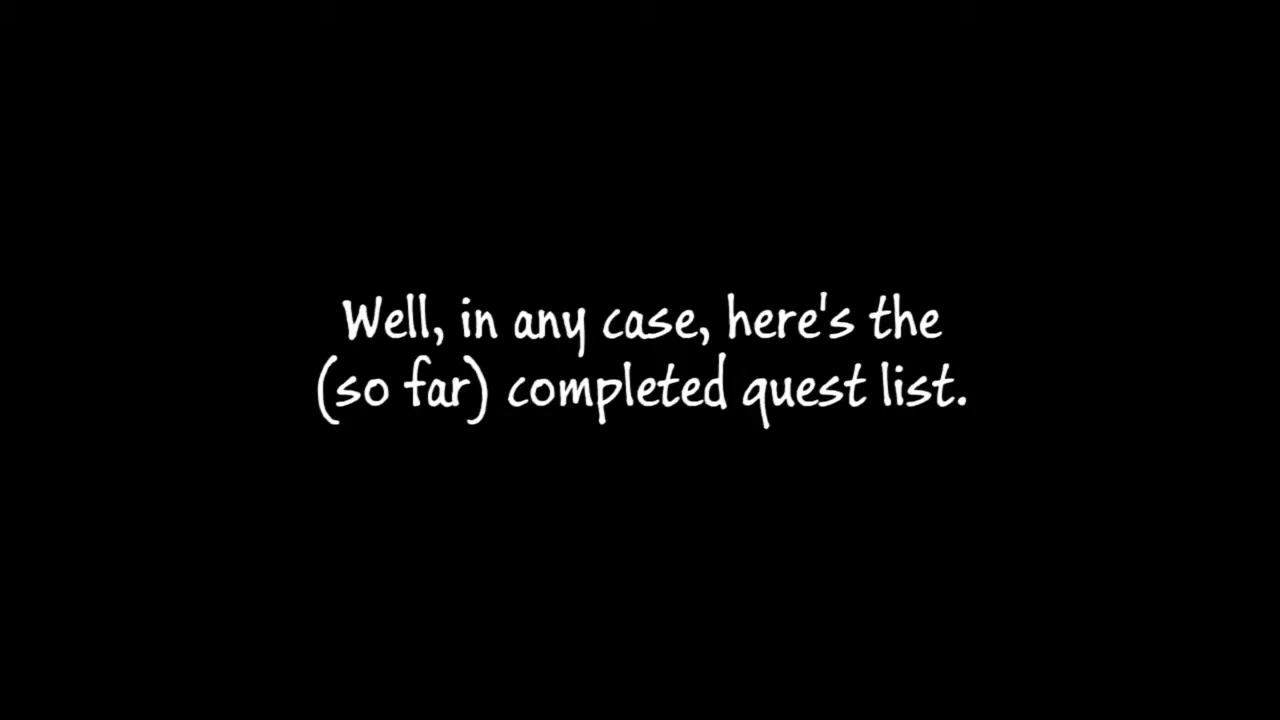 Well, in any case, here's the
(so far) completed quest list.